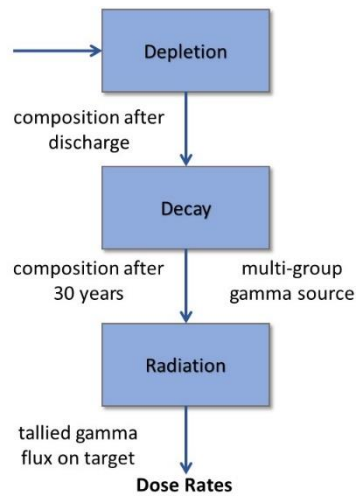 Depletion
composition after
discharge
Decay
composition after
30 years
multi-group
gamma source
Radiation
tallied gamma
flux on target
Dose Rates